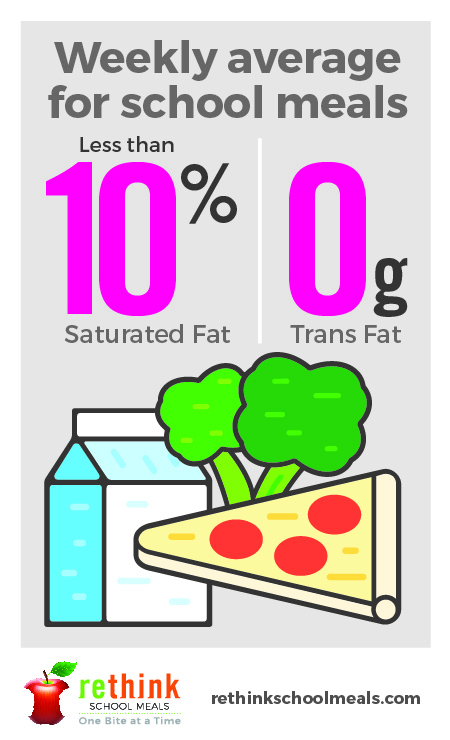 Weekly average
for school meals
Less than
10%
Saturated Fat
0g
Trans Fat
rethink
SCHOOL MEALS
One Bite at a Time
rethinkschoolmeals.com